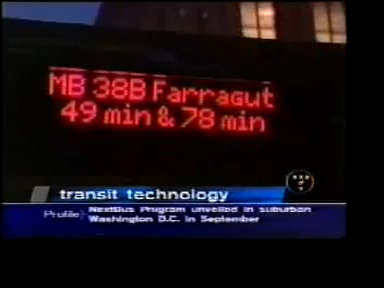 MB 38B Farragut
49 min & 78 min
transit technology
Profile
NextBus Program unveiled in suburban
Washington D.C. in September